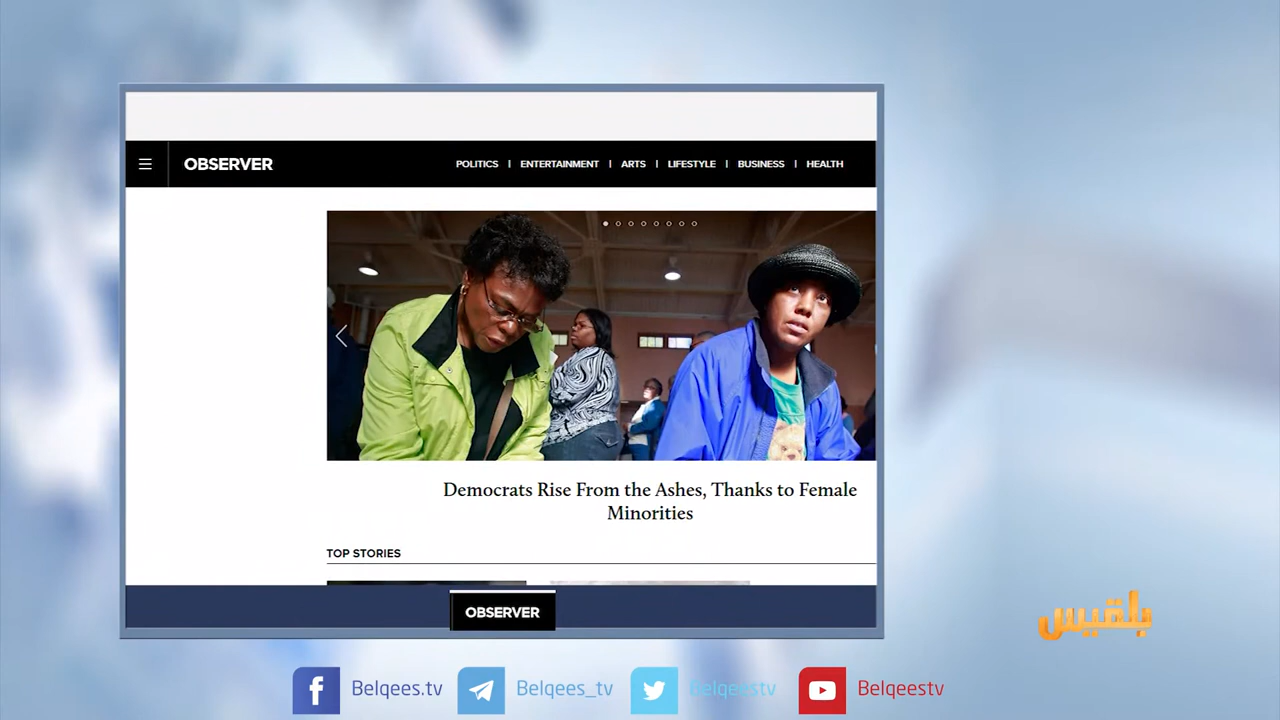 OBSERVER
POLITICS | ENTERTAINMENT | ARTS | LIFESTYLE | BUSINESS | HEALTH
Democrats Rise From the Ashes, Thanks to Female
Minorities
TOP STORIES
OBSERVER
بلقيس
Belqees.tv
Belqees_tv
Belqeestv
Belqeestv